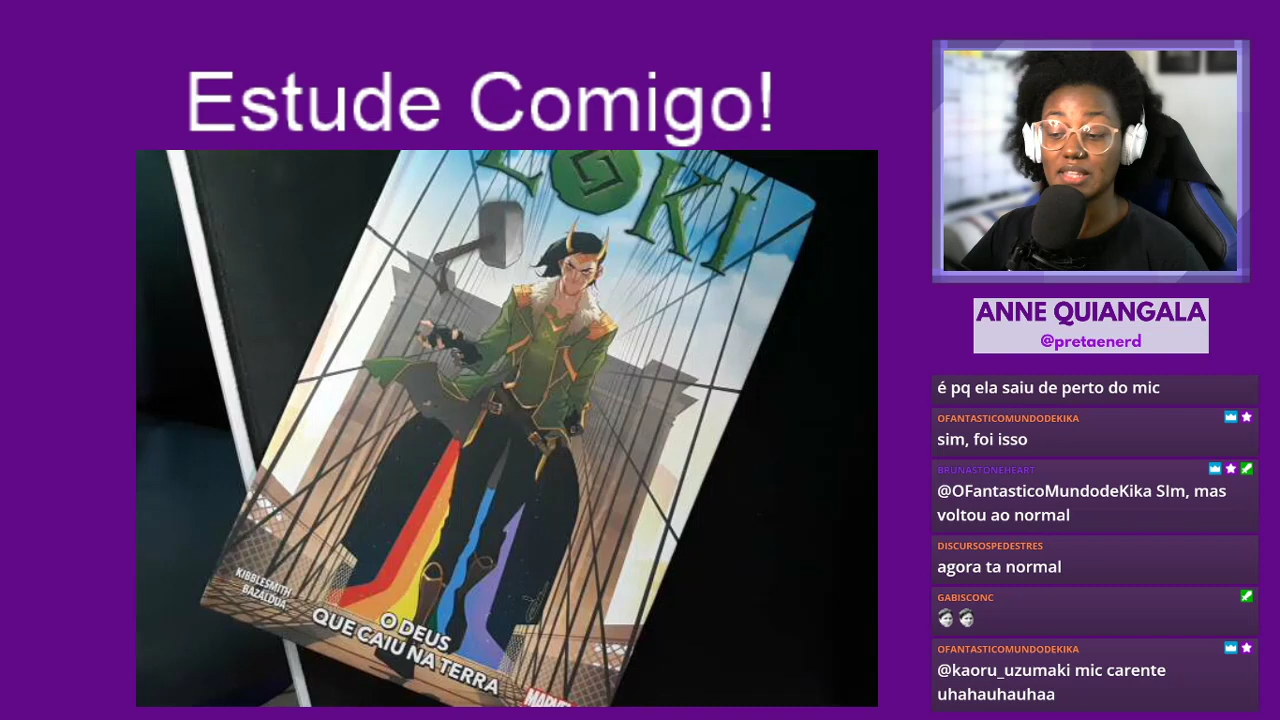 Estude Comigo!
LOKI
KIBBLESMITH
BAZALDUA
O DEUS
QUE CAIU NA TERRA
MARVEL
ANNE QUIANGALA
@pretaenerd
é pq ela saiu de perto do mic
OFANTASTICOMUNDODEKIKA
sim, foi isso
BRUNASTONEHEART
@OFantasticoMundodeKika SIm, mas
voltou ao normal
DISCURSOSPEDESTRES
agora ta normal
GABISCONC
OFANTASTICOMUNDODEKIKA
@kaoru_uzumaki mic carente
uhahauhauhaa